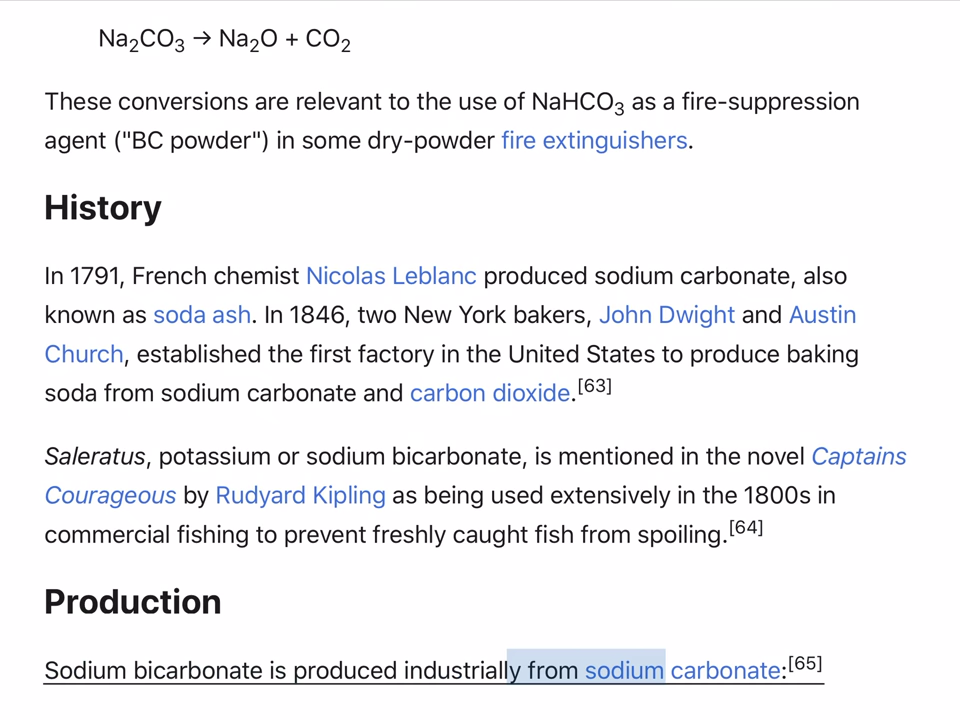 Na₂CO₃ → Na₂O + CO₂
These conversions are relevant to the use of NaHCO₃ as a fire-suppression
agent ("BC powder") in some dry-powder fire extinguishers.
History
In 1791, French chemist Nicolas Leblanc produced sodium carbonate, also
known as soda ash. In 1846, two New York bakers, John Dwight and Austin
Church, established the first factory in the United States to produce baking
soda from sodium carbonate and carbon dioxide.[63]
Saleratus, potassium or sodium bicarbonate, is mentioned in the novel Captains
Courageous by Rudyard Kipling as being used extensively in the 1800s in
commercial fishing to prevent freshly caught fish from spoiling.[64]
Production
Sodium bicarbonate is produced industrially from sodium carbonate:[65]